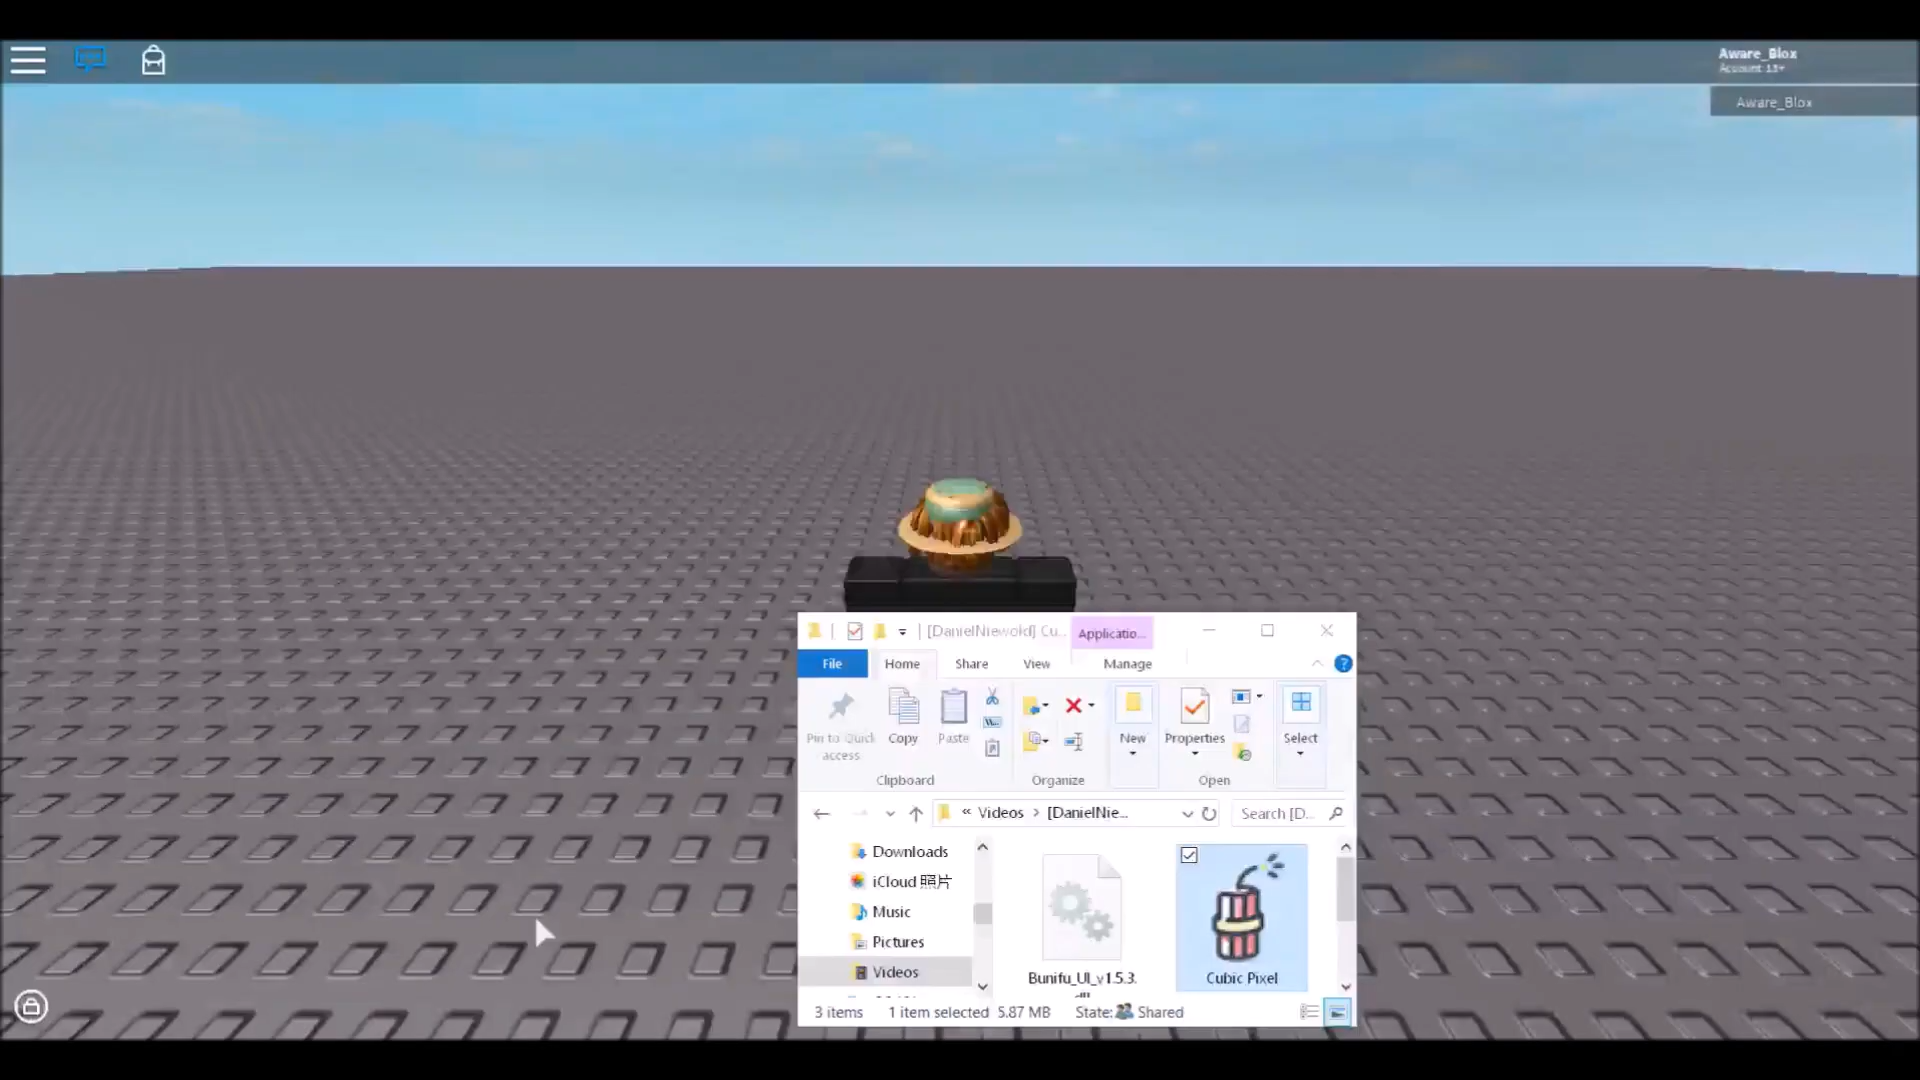 Aware_Blox
Account: 13+
Aware_Blox
[DanielNiewold] Cu...
Applicatio...
File
Home
Share
View
Manage
Pin to Quick access
Copy
Paste
New
Properties
Select
Clipboard
Organize
Open
« Videos > [DanielNie...
Search [D...
Downloads
iCloud 照片
Music
Pictures
Videos
Bunifu_UI_v1.5.3.
Cubic Pixel
3 items
1 item selected 5.87 MB
State: Shared